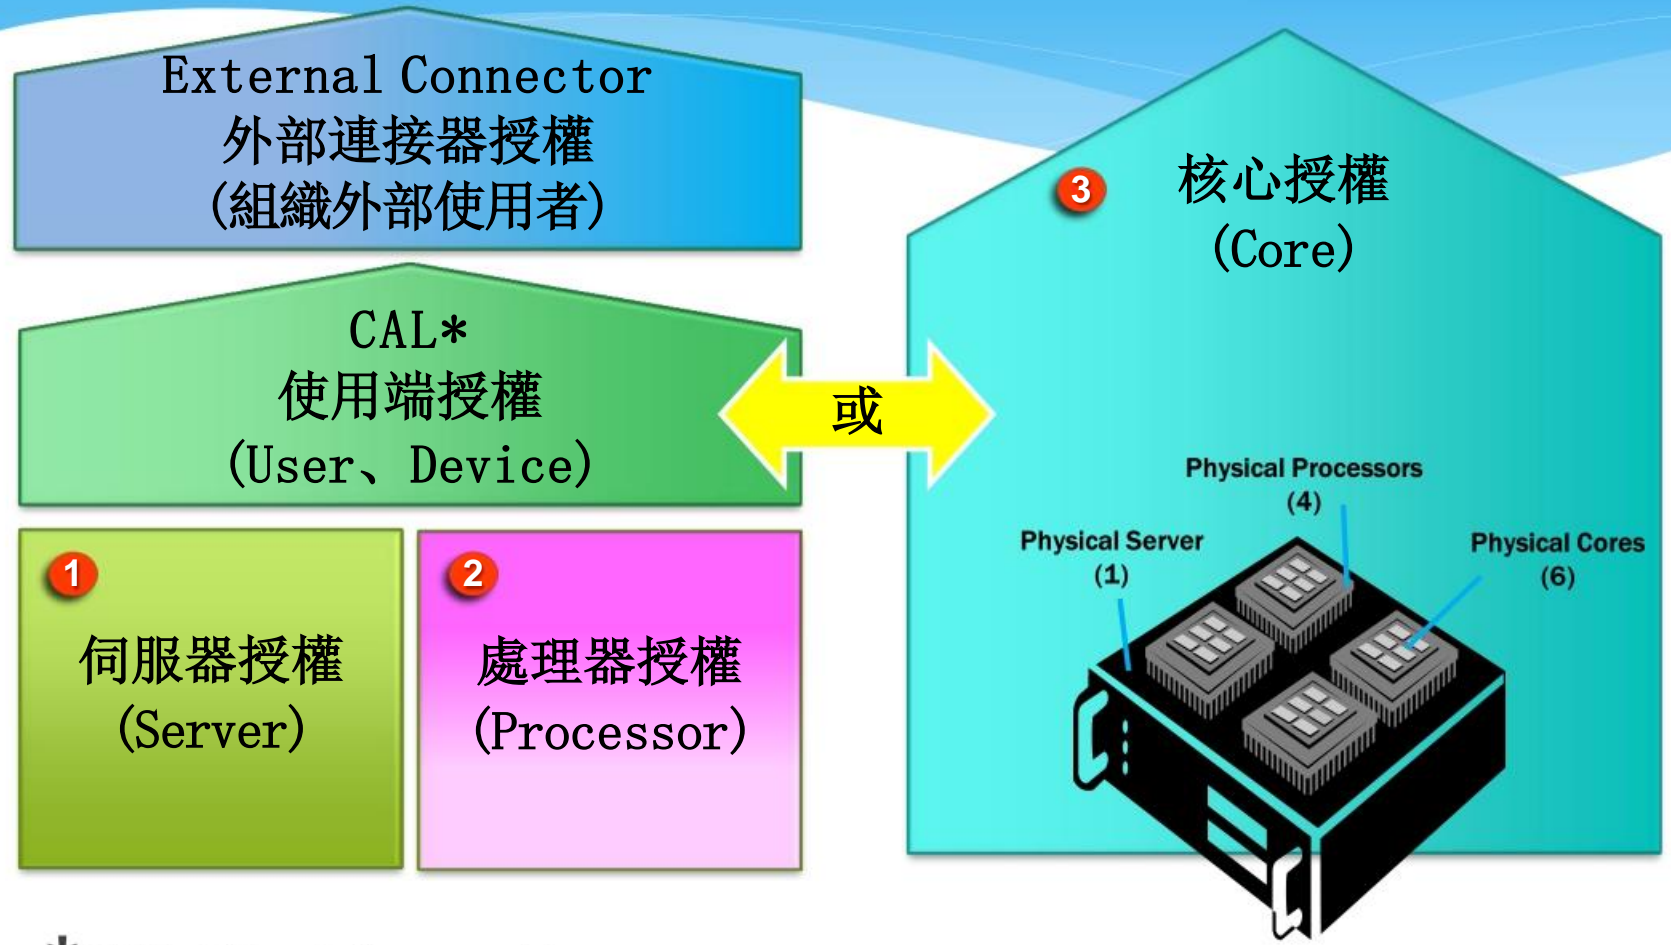 External Connector
外部連接器授權
(組織外部使用者)
CAL*
使用端授權
(User、Device)
1
伺服器授權
(Server)
2
處理器授權
(Processor)
或
3
核心授權
(Core)
Physical Processors
(4)
Physical Server
(1)
Physical Cores
(6)